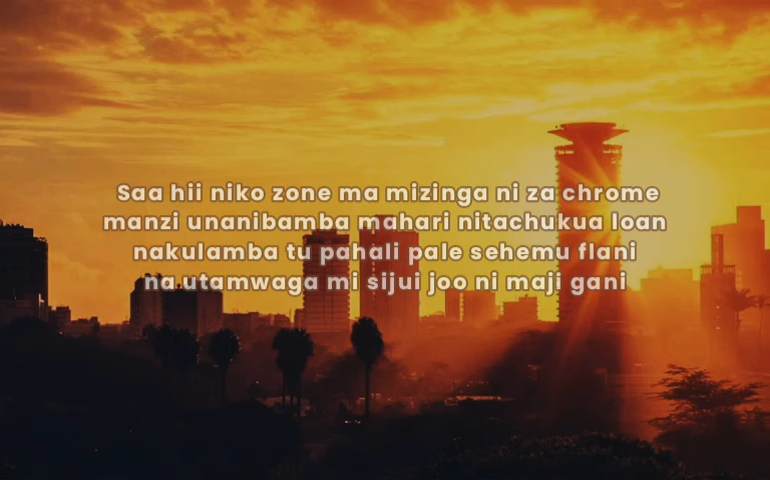 Saa hii niko zone ma mizinga ni za chrome
manzi unanibamba mahari nitachukua loan
nakulamba tu pahali pale sehemu flani
na utamwaga mi sijui joo ni maji gani